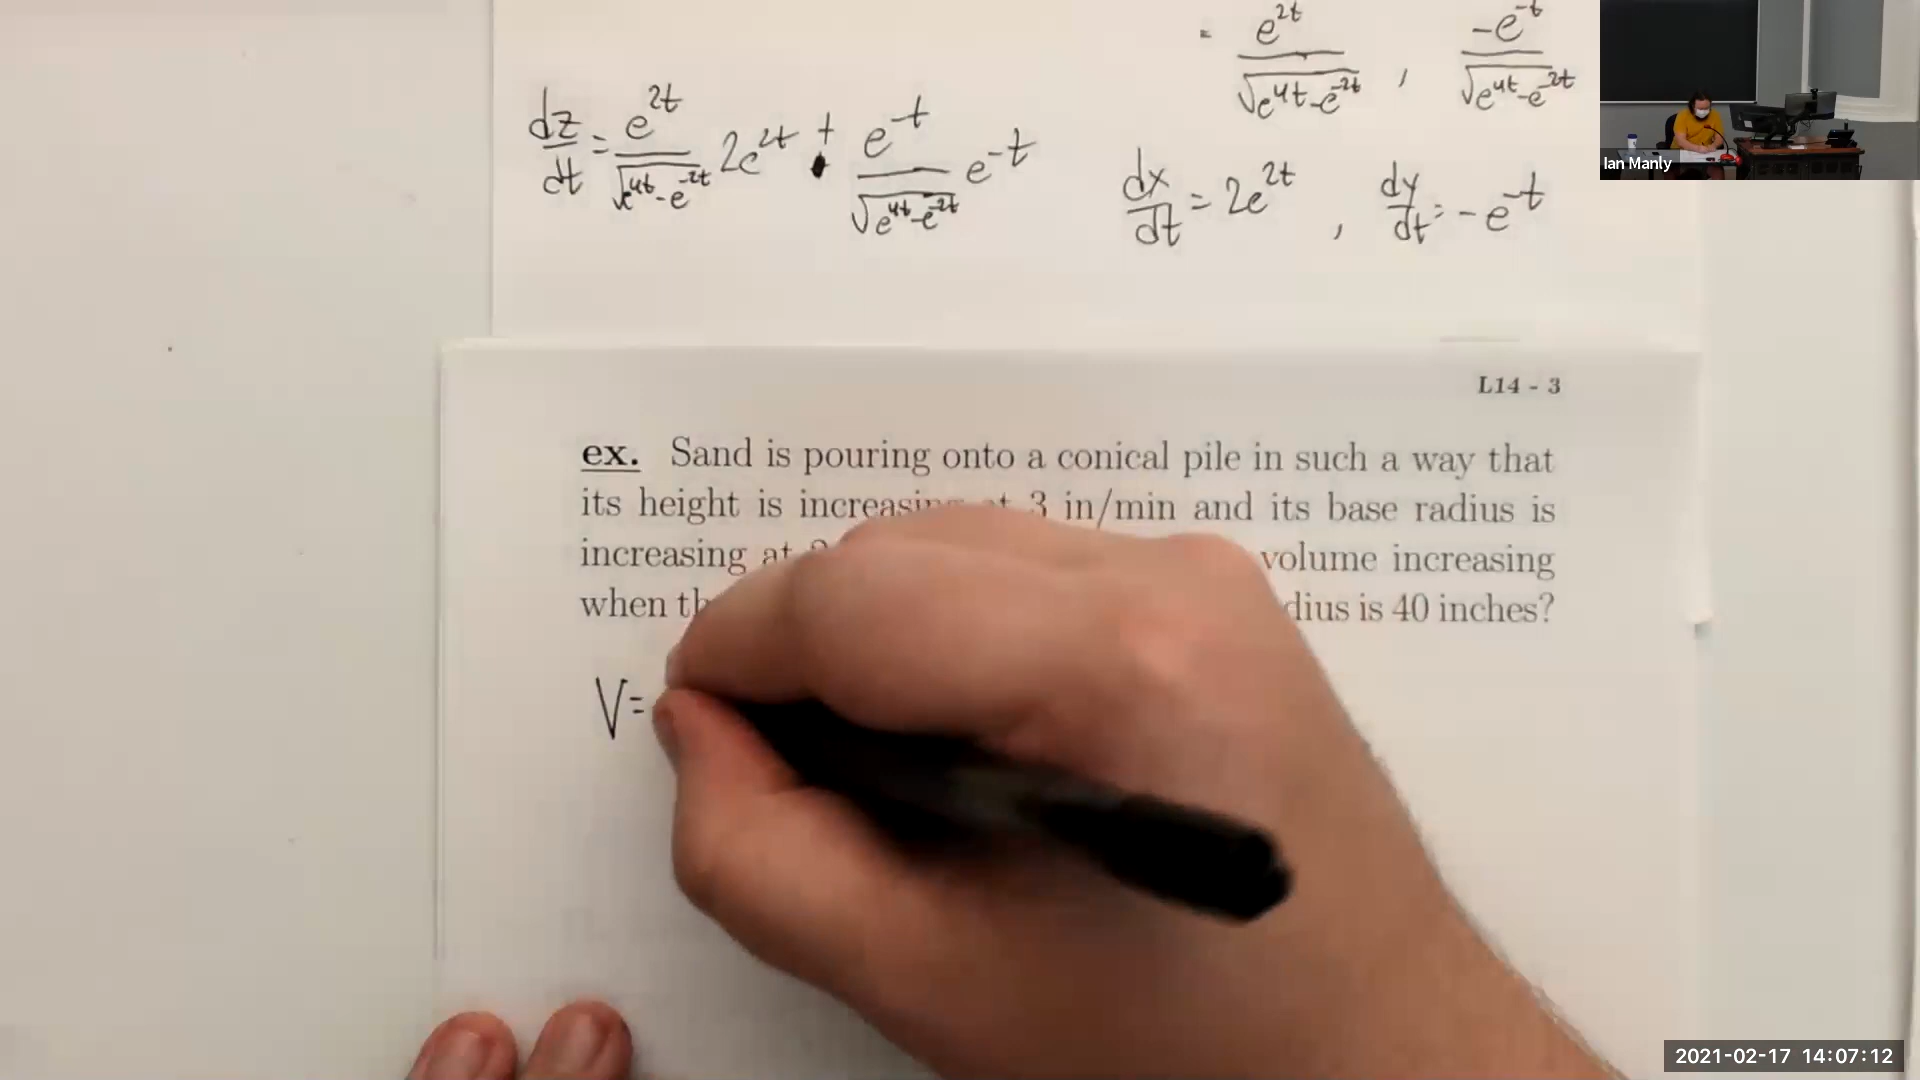 = e^{2t}/√(e^{4t}-e^{-2t}) , -e^{-t}/√(e^{4t}-e^{-2t})
dz/dt = e^{2t}/√(e^{4t}-e^{-2t}) 2e^{2t} + e^{-t}/√(e^{4t}-e^{-2t}) e^{-t}
dx/dt = 2e^{2t} , dy/dt = -e^{-t}
Ian Manly
L14 - 3
ex. Sand is pouring onto a conical pile in such a way that
its height is increasing at 3 in/min and its base radius is
increasing at volume increasing
when is 40 inches?
V=
2021-02-17 14:07:12